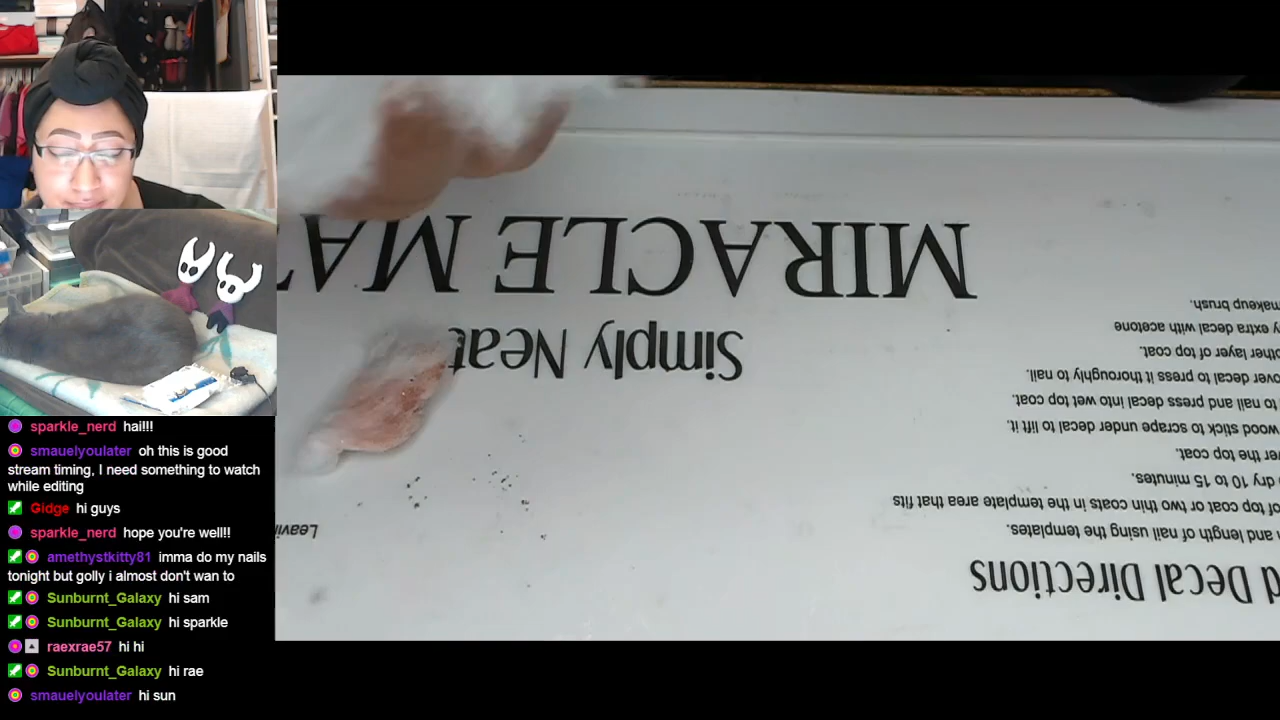 sparkle_nerd hai!!!
smauelyoulater oh this is good
stream timing, I need something to watch
while editing
Gidge hi guys
sparkle_nerd hope you're well!!
amethystkitty81 imma do my nails
tonight but golly i almost don't wan to
Sunburnt_Galaxy hi sam
Sunburnt_Galaxy hi sparkle
raexrae57 hi hi
Sunburnt_Galaxy hi rae
smauelyoulater hi sun
d Decal Directions
and length of nail using the templates.
of top coat or two thin coats in the template area that fits
dry 10 to 15 minutes.
ver the top coat.
wood stick to scrape under decal to lift it.
to nail and press decal into wet top coat.
over decal to press it thoroughly to nail.
other layer of top coat.
y extra decal with acetone
makeup brush.
Leavi
Simply Neat
MIRACLE MA